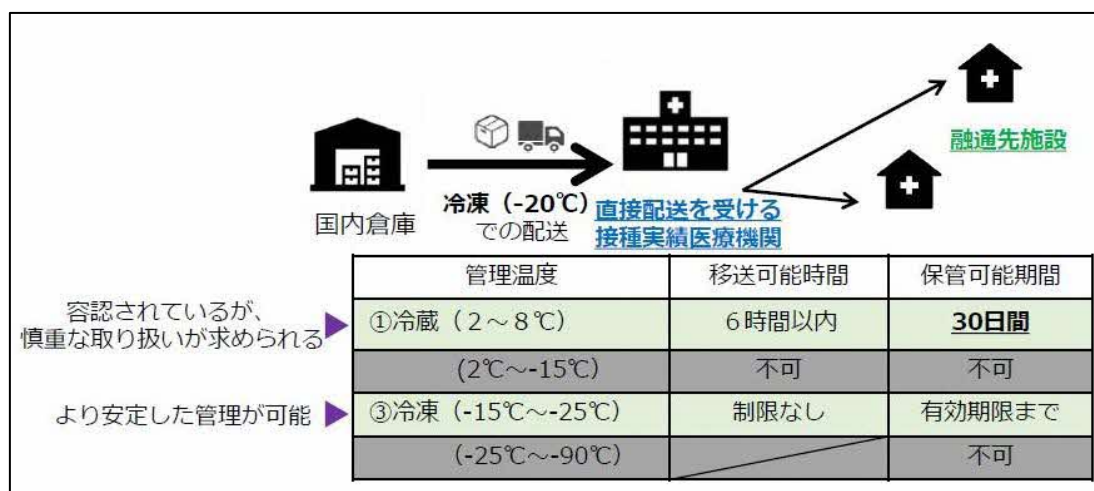 融通先施設
国内倉庫
冷凍（-20℃）
での配送
直接配送を受ける
接種実績医療機関
管理温度 移送可能時間 保管可能期間
容認されているが、
慎重な取り扱いが求められる
①冷蔵（２～８℃） ６時間以内 30日間
(2℃～-15℃) 不可 不可
より安定した管理が可能
③冷凍 (-15℃～-25℃) 制限なし 有効期限まで
(-25℃～-90℃) 不可